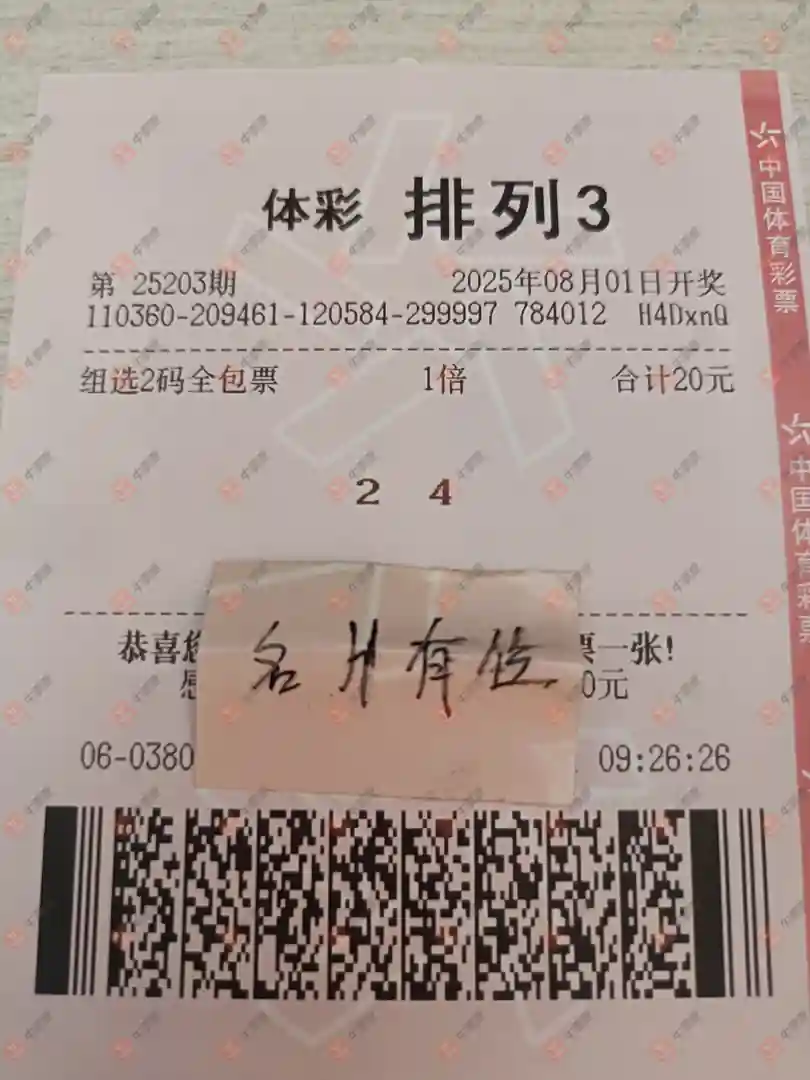 体彩 排列3
第 25203期 2025年08月01日开奖
110360-209461-120584-299997 784012 H4DxnQ
组选2码全包票 1倍 合计20元
2 4
恭喜您 票一张!
感 0元
名片有位
06-0380 09:26:26
中国体育彩票
中国体育彩票